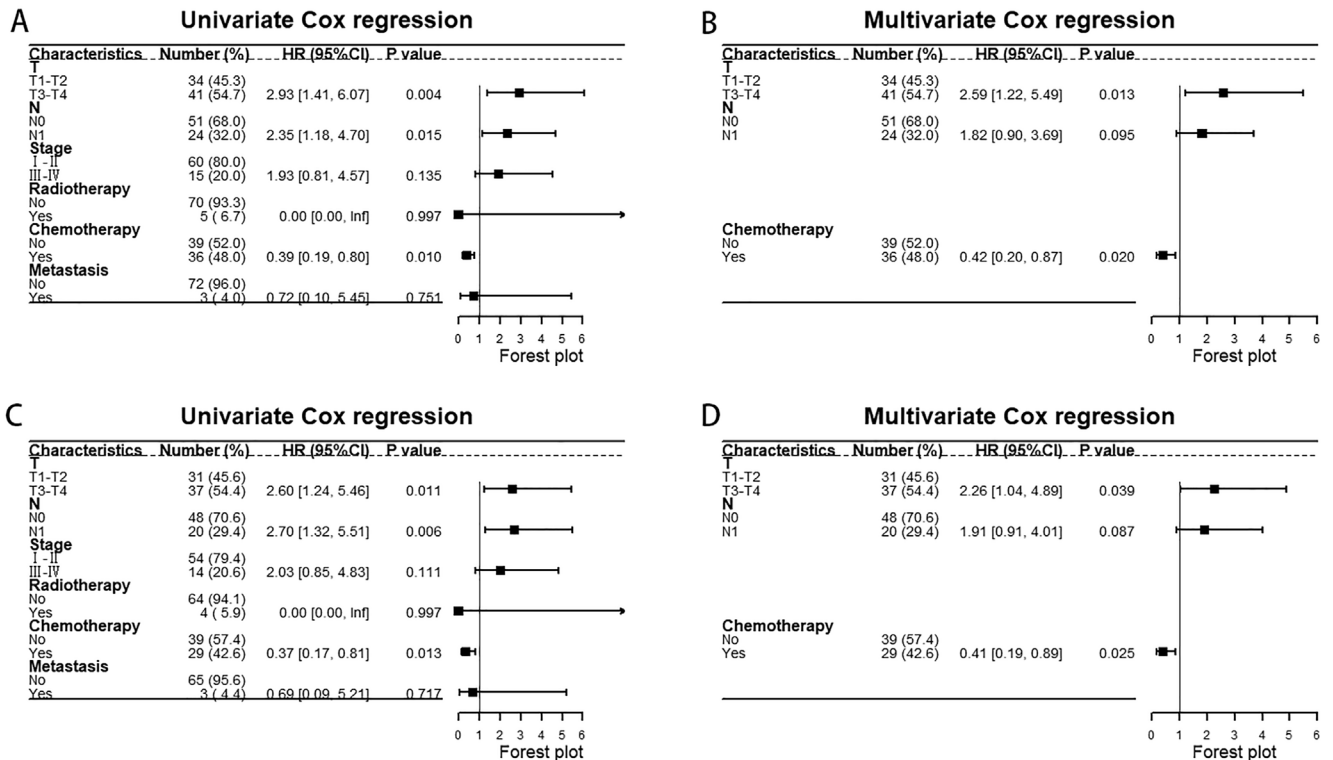 A
Univariate Cox regression
Characteristics Number (%) HR (95%CI) P value
T
T1-T2 34 (45.3)
T3-T4 41 (54.7) 2.93 [1.41, 6.07] 0.004
N
N0 51 (68.0)
N1 24 (32.0) 2.35 [1.18, 4.70] 0.015
Stage
Ⅰ-Ⅱ 60 (80.0)
Ⅲ-Ⅳ 15 (20.0) 1.93 [0.81, 4.57] 0.135
Radiotherapy
No 70 (93.3)
Yes 5 ( 6.7) 0.00 [0.00, Inf] 0.997
Chemotherapy
No 39 (52.0)
Yes 36 (48.0) 0.39 [0.19, 0.80] 0.010
Metastasis
No 72 (96.0)
Yes 3 ( 4.0) 0.72 [0.10, 5.45] 0.751
0 1 2 3 4 5 6
Forest plot
B
Multivariate Cox regression
Characteristics Number (%) HR (95%CI) P value
T
T1-T2 34 (45.3)
T3-T4 41 (54.7) 2.59 [1.22, 5.49] 0.013
N
N0 51 (68.0)
N1 24 (32.0) 1.82 [0.90, 3.69] 0.095
Chemotherapy
No 39 (52.0)
Yes 36 (48.0) 0.42 [0.20, 0.87] 0.020
0 1 2 3 4 5 6
Forest plot
C
Univariate Cox regression
Characteristics Number (%) HR (95%CI) P value
T
T1-T2 31 (45.6)
T3-T4 37 (54.4) 2.60 [1.24, 5.46] 0.011
N
N0 48 (70.6)
N1 20 (29.4) 2.70 [1.32, 5.51] 0.006
Stage
Ⅰ-Ⅱ 54 (79.4)
Ⅲ-Ⅳ 14 (20.6) 2.03 [0.85, 4.83] 0.111
Radiotherapy
No 64 (94.1)
Yes 4 ( 5.9) 0.00 [0.00, Inf] 0.997
Chemotherapy
No 39 (57.4)
Yes 29 (42.6) 0.37 [0.17, 0.81] 0.013
Metastasis
No 65 (95.6)
Yes 3 ( 4.4) 0.69 [0.09, 5.21] 0.717
0 1 2 3 4 5 6
Forest plot
D
Multivariate Cox regression
Characteristics Number (%) HR (95%CI) P value
T
T1-T2 31 (45.6)
T3-T4 37 (54.4) 2.26 [1.04, 4.89] 0.039
N
N0 48 (70.6)
N1 20 (29.4) 1.91 [0.91, 4.01] 0.087
Chemotherapy
No 39 (57.4)
Yes 29 (42.6) 0.41 [0.19, 0.89] 0.025
0 1 2 3 4 5 6
Forest plot